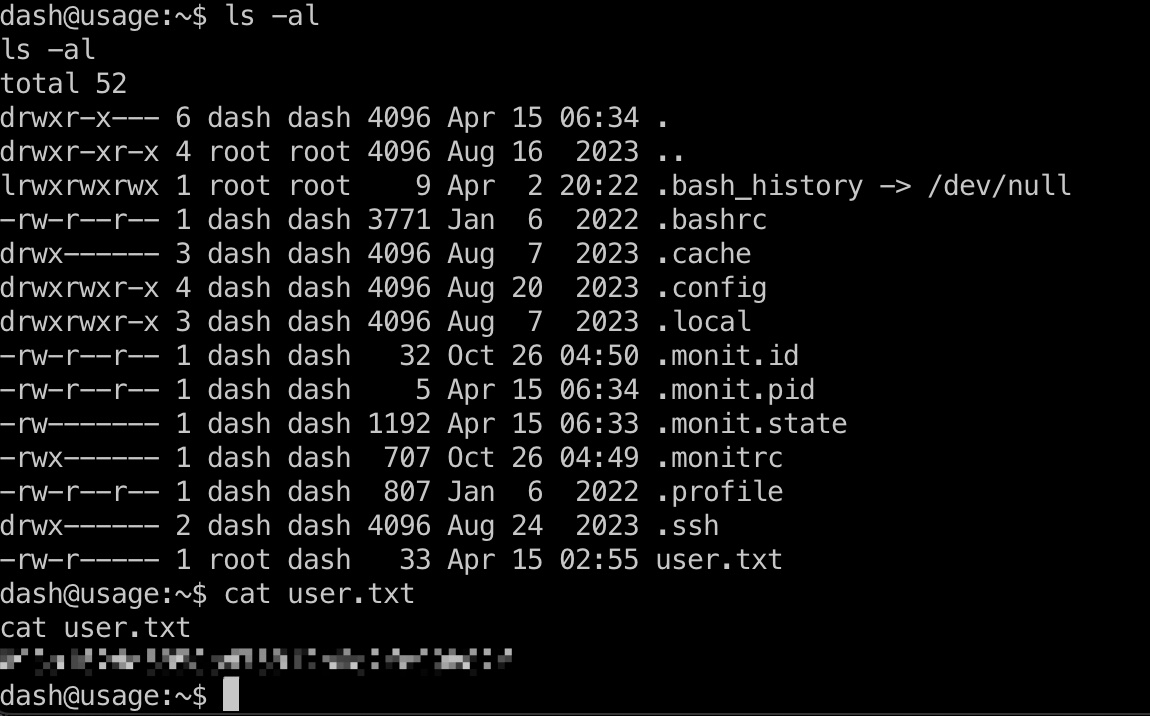 dash@usage:~$ ls -al
ls -al
total 52
drwxr-x--- 6 dash dash 4096 Apr 15 06:34 .
drwxr-xr-x 4 root root 4096 Aug 16  2023 ..
lrwxrwxrwx 1 root root    9 Apr  2 20:22 .bash_history -> /dev/null
-rw-r--r-- 1 dash dash 3771 Jan  6  2022 .bashrc
drwx------ 3 dash dash 4096 Aug  7  2023 .cache
drwxrwxr-x 4 dash dash 4096 Aug 20  2023 .config
drwxrwxr-x 3 dash dash 4096 Aug  7  2023 .local
-rw-r--r-- 1 dash dash   32 Oct 26 04:50 .monit.id
-rw-r--r-- 1 dash dash    5 Apr 15 06:34 .monit.pid
-rw------- 1 dash dash 1192 Apr 15 06:33 .monit.state
-rwx------ 1 dash dash  707 Oct 26 04:49 .monitrc
-rw-r--r-- 1 dash dash  807 Jan  6  2022 .profile
drwx------ 2 dash dash 4096 Aug 24  2023 .ssh
-rw-r----- 1 root dash   33 Apr 15 02:55 user.txt
dash@usage:~$ cat user.txt
cat user.txt
dash@usage:~$